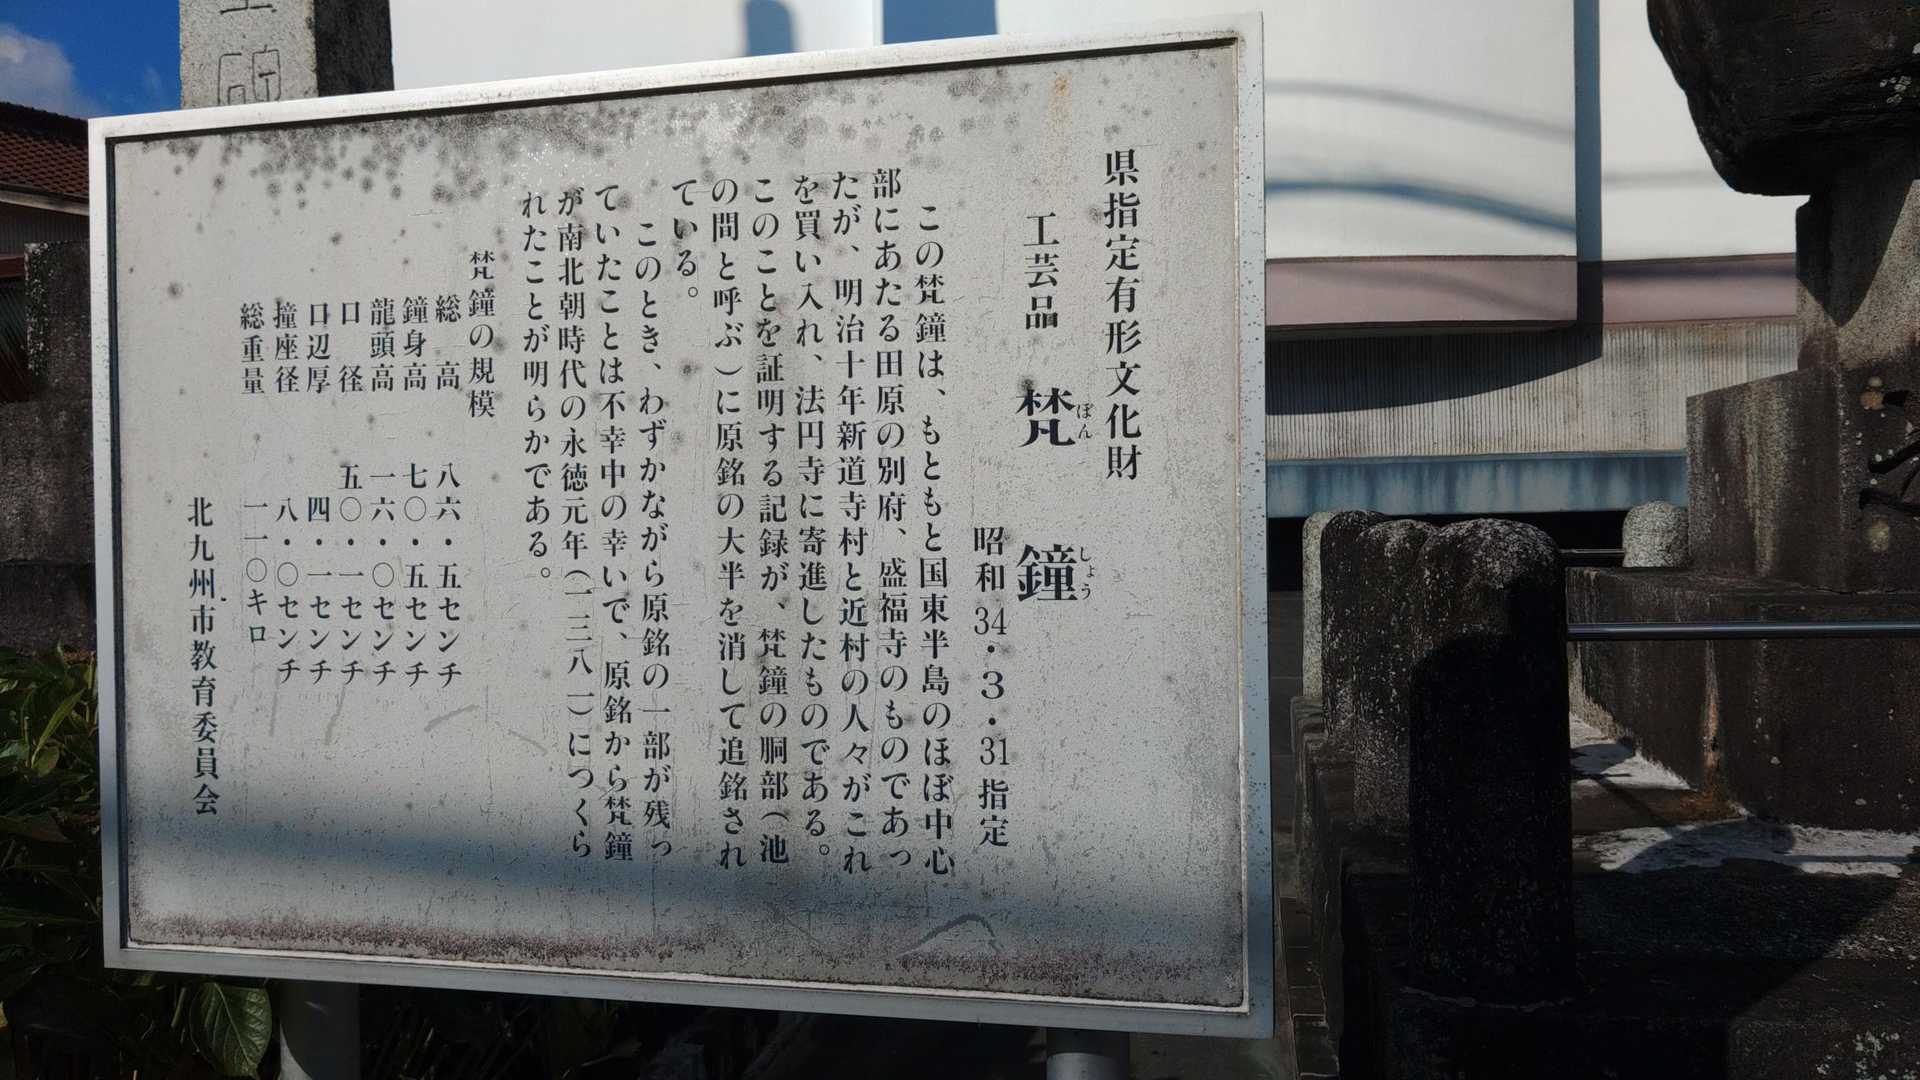 県指定有形文化財
工芸品 梵鐘
ぼん しょう
昭和34・3・31指定
この梵鐘は、もともと国東半島のほぼ中心
部にあたる田原の別府、盛福寺のものであっ
たが、明治十年新道寺村と近村の人々がこれ
を買い入れ、法円寺に寄進したものである。
このことを証明する記録が、梵鐘の胴部(池
の間と呼ぶ)に原銘の大半を消して追銘され
ている。
このとき、わずかながら原銘の一部が残っ
ていたことは不幸中の幸いで、原銘から梵鐘
が南北朝時代の永徳元年(一三八一)につくら
れたことが明らかである。
梵鐘の規模
総高 八六・五センチ
鐘身高 七〇・五センチ
龍頭高 一六・〇センチ
口径 五〇・一センチ
口辺厚 四・一センチ
撞座径 八・〇センチ
総重量 一一〇キロ
北九州市教育委員会